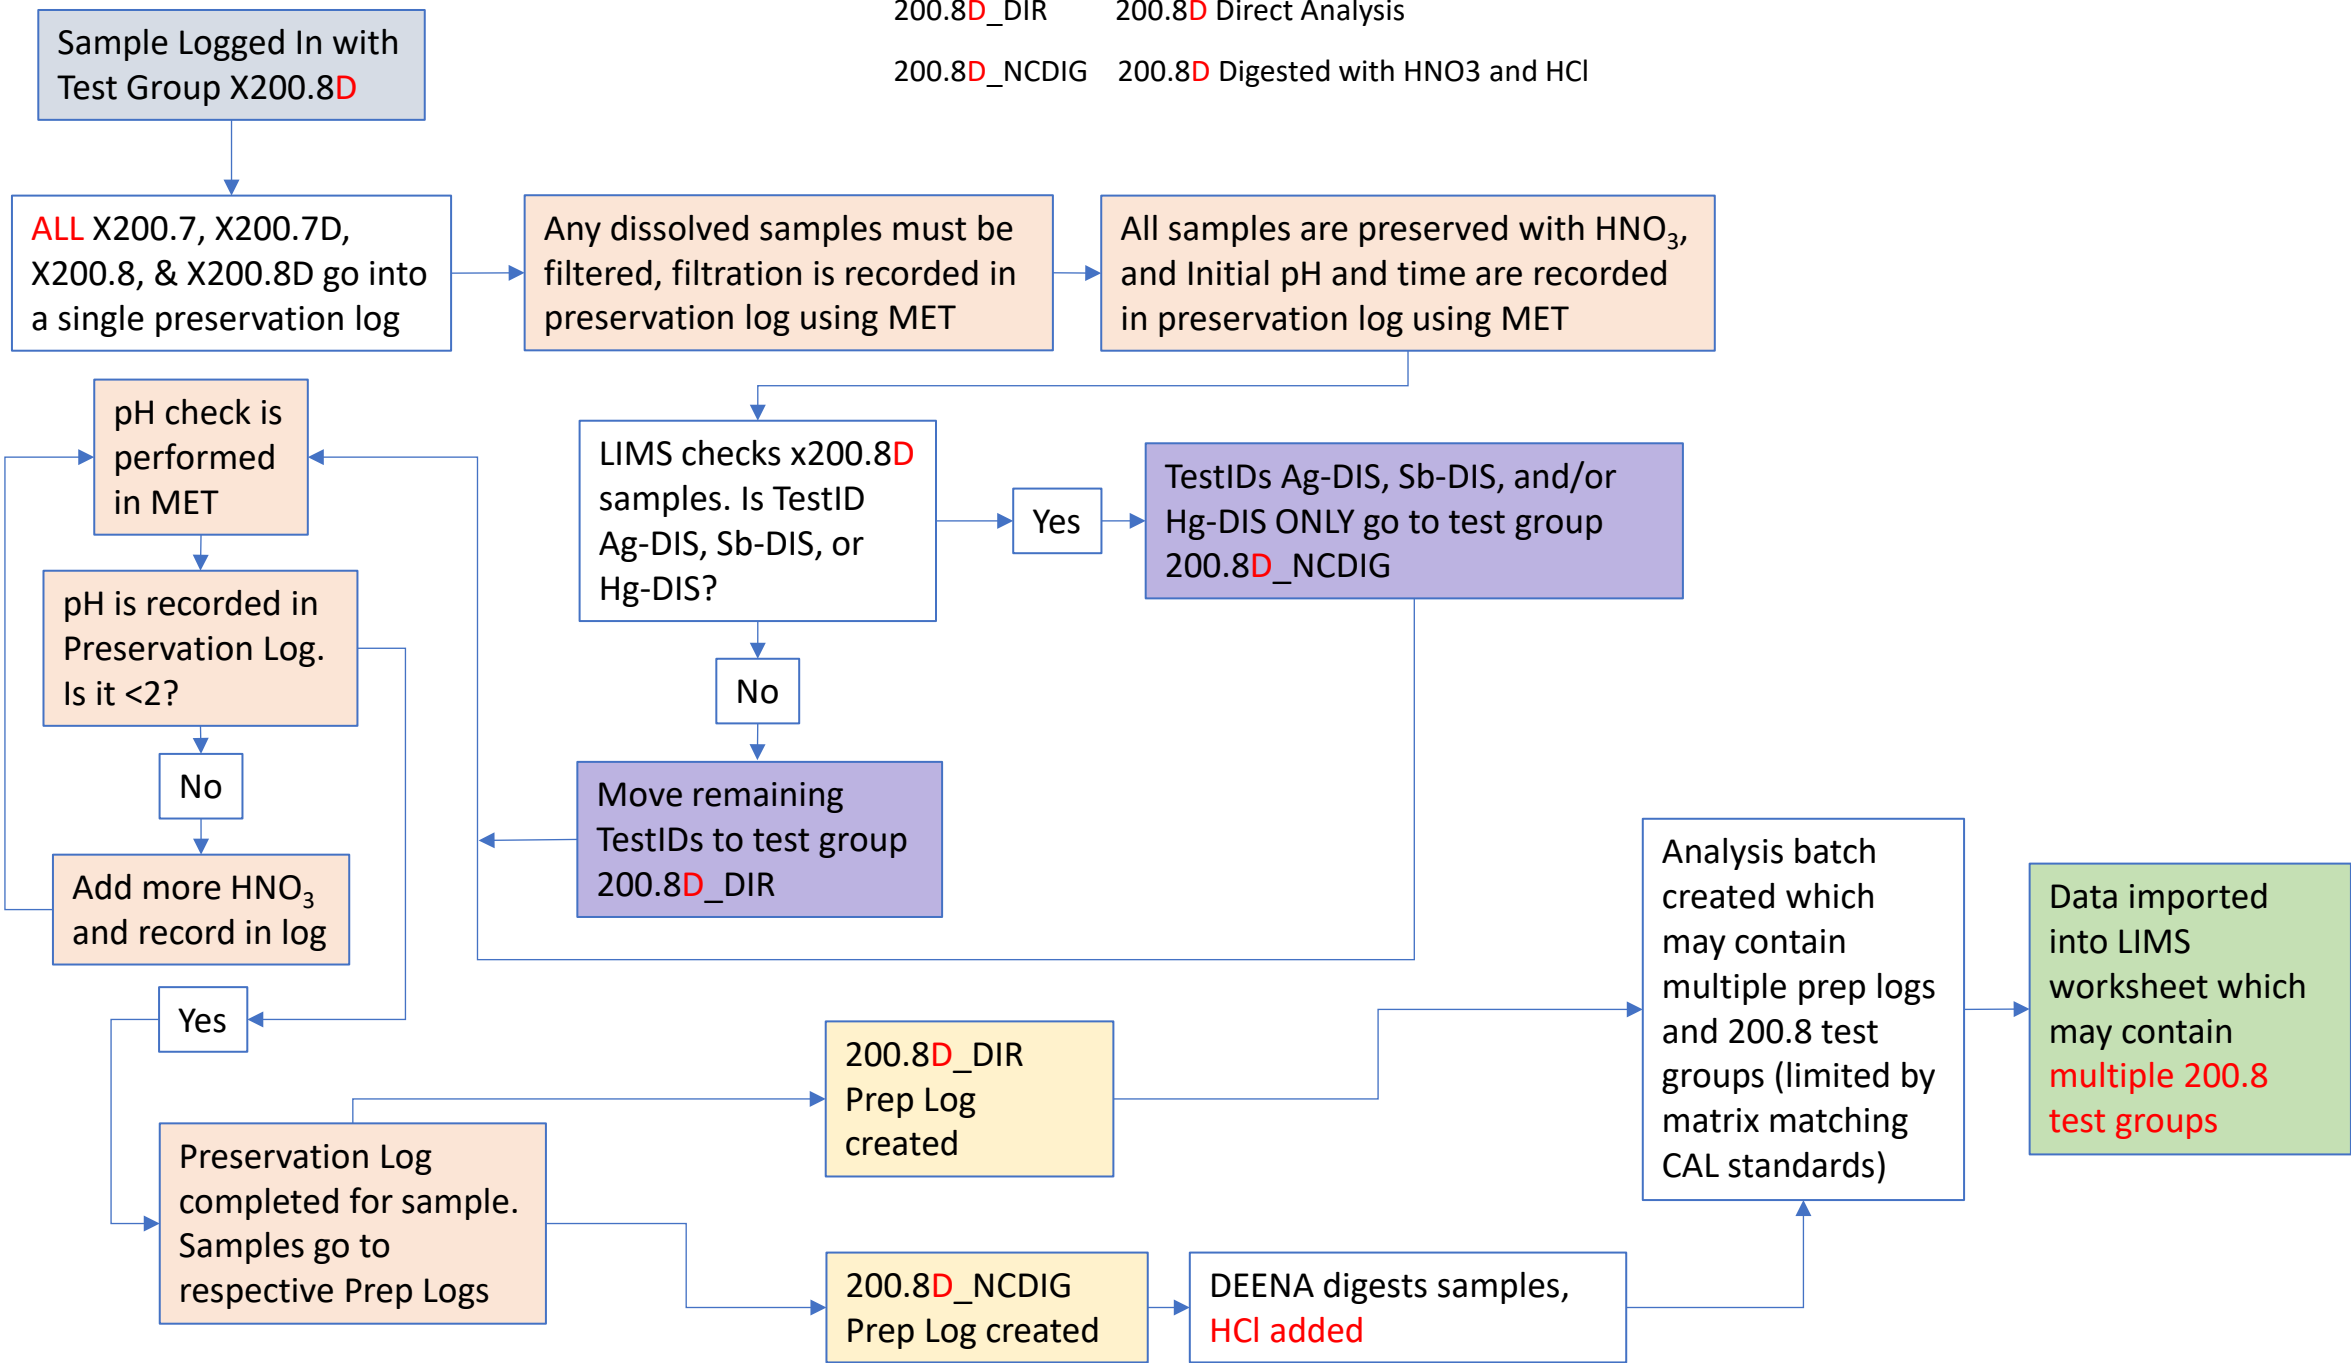 200.8D_DIR 200.8D Direct Analysis
200.8D_NCDIG 200.8D Digested with HNO3 and HCl
Sample Logged In with
Test Group X200.8D
ALL X200.7, X200.7D,
X200.8, & X200.8D go into
a single preservation log
Any dissolved samples must be
filtered, filtration is recorded in
preservation log using MET
All samples are preserved with HNO₃,
and Initial pH and time are recorded
in preservation log using MET
LIMS checks x200.8D
samples. Is TestID
Ag-DIS, Sb-DIS, or
Hg-DIS?
Yes
TestIDs Ag-DIS, Sb-DIS, and/or
Hg-DIS ONLY go to test group
200.8D_NCDIG
No
Move remaining
TestIDs to test group
200.8D_DIR
pH check is
performed
in MET
pH is recorded in
Preservation Log.
Is it <2?
No
Add more HNO₃
and record in log
Yes
Preservation Log
completed for sample.
Samples go to
respective Prep Logs
200.8D_DIR
Prep Log
created
200.8D_NCDIG
Prep Log created
DEENA digests samples,
HCl added
Analysis batch
created which
may contain
multiple prep logs
and 200.8 test
groups (limited by
matrix matching
CAL standards)
Data imported
into LIMS
worksheet which
may contain
multiple 200.8
test groups